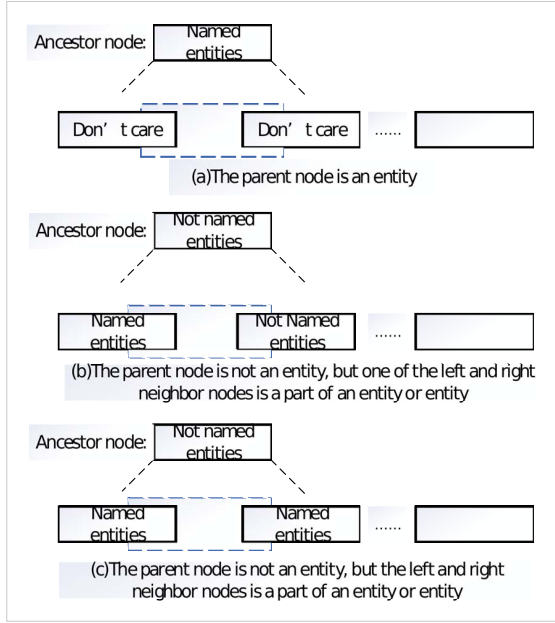 Ancestor node:
Named
entities
Don’ t care
Don’ t care
......
(a)The parent node is an entity
Ancestor node:
Not named
entities
Named
entities
Not Named
entities
......
(b)The parent node is not an entity, but one of the left and right
neighbor nodes is a part of an entity or entity
Ancestor node:
Not named
entities
Named
entities
Named
entities
......
(c)The parent node is not an entity, but the left and right
neighbor nodes is a part of an entity or entity